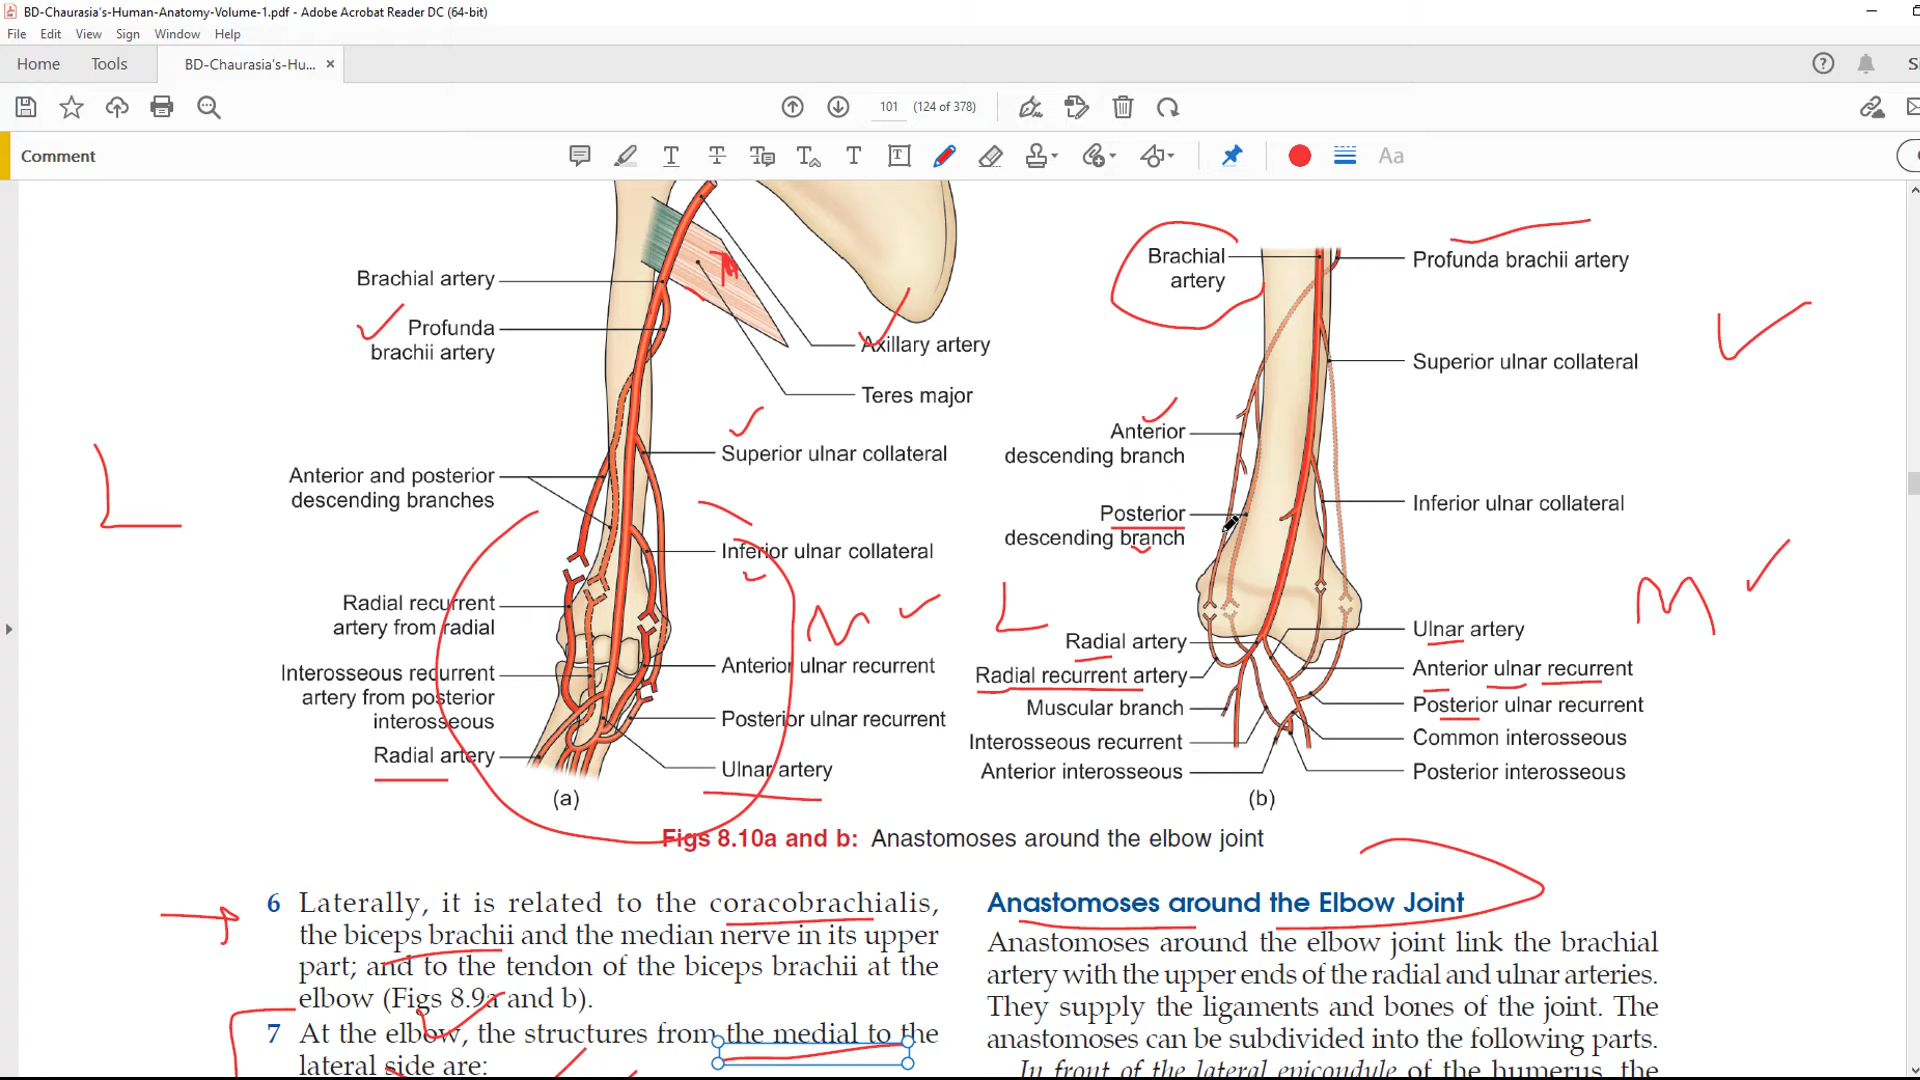 BD-Chaurasia's-Human-Anatomy-Volume-1.pdf - Adobe Acrobat Reader DC (64-bit)
File Edit View Sign Window Help
Home Tools BD-Chaurasia's-Hu... ×
101 (124 of 378)
Comment
Brachial artery
Profunda
brachii artery
Axillary artery
Teres major
Superior ulnar collateral
Anterior and posterior
descending branches
Inferior ulnar collateral
Radial recurrent
artery from radial
Interosseous recurrent
artery from posterior
interosseous
Anterior ulnar recurrent
Posterior ulnar recurrent
Radial artery
Ulnar artery
(a)
L
M
Brachial
artery
Profunda brachii artery
Superior ulnar collateral
Anterior
descending branch
Posterior
descending branch
Inferior ulnar collateral
L
M
Radial artery
Radial recurrent artery
Muscular branch
Interosseous recurrent
Anterior interosseous
Ulnar artery
Anterior ulnar recurrent
Posterior ulnar recurrent
Common interosseous
Posterior interosseous
(b)
Figs 8.10a and b: Anastomoses around the elbow joint
6 Laterally, it is related to the coracobrachialis,
the biceps brachii and the median nerve in its upper
part; and to the tendon of the biceps brachii at the
elbow (Figs 8.9a and b).
7 At the elbow, the structures from the medial to the
lateral side are:
Anastomoses around the Elbow Joint
Anastomoses around the elbow joint link the brachial
artery with the upper ends of the radial and ulnar arteries.
They supply the ligaments and bones of the joint. The
anastomoses can be subdivided into the following parts.
In front of the lateral epicondule of the humerus, the